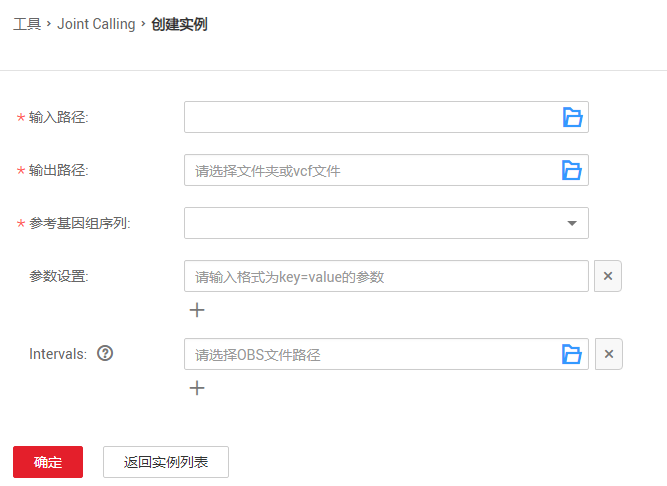 工具 › Joint Calling › 创建实例
* 输入路径:
* 输出路径: 请选择文件夹或vcf文件
* 参考基因组序列:
参数设置: 请输入格式为key=value的参数 ×
+
Intervals: ? 请选择OBS文件路径 ×
+
确定 返回实例列表